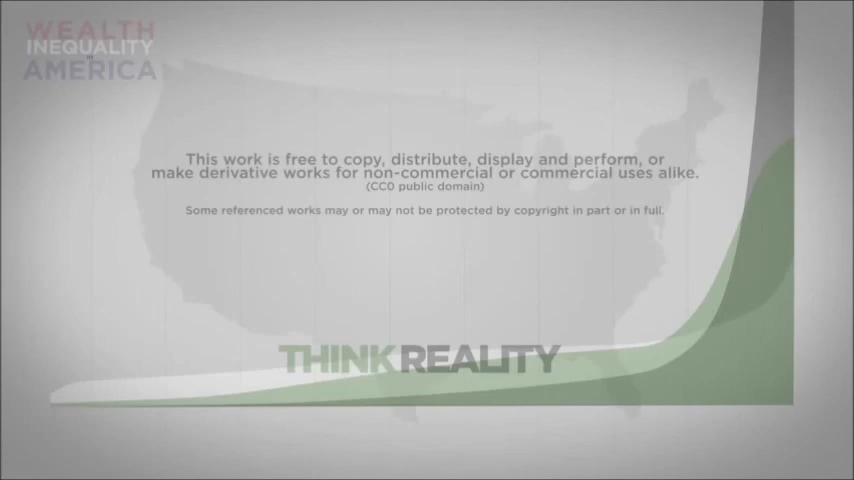 WEALTH
INEQUALITY
IN
AMERICA
This work is free to copy, distribute, display and perform, or
make derivative works for non-commercial or commercial uses alike.
(CC0 public domain)
Some referenced works may or may not be protected by copyright in part or in full.
THINKREALITY